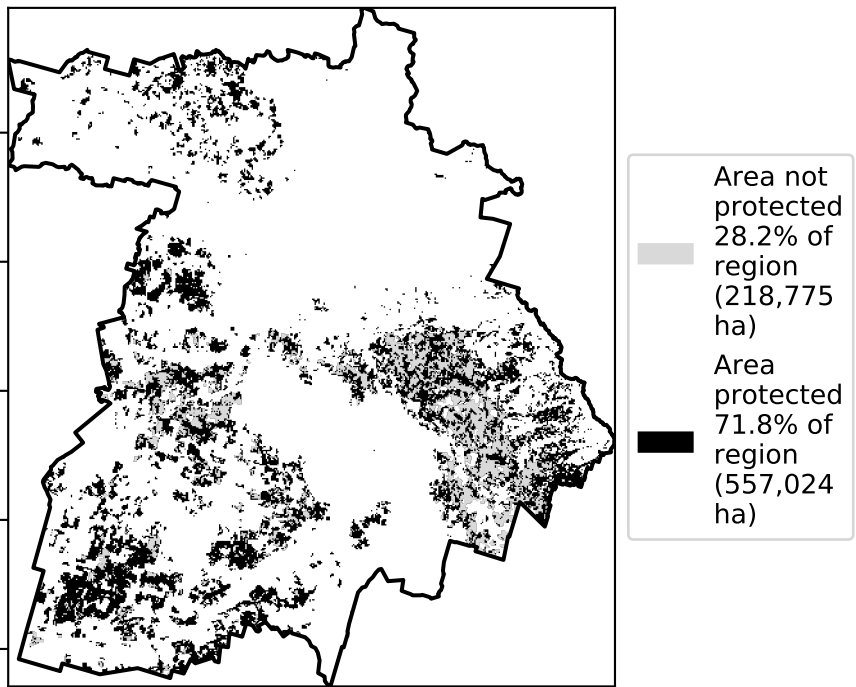 Area not
protected
28.2% of
region
(218,775
ha)
Area
protected
71.8% of
region
(557,024
ha)